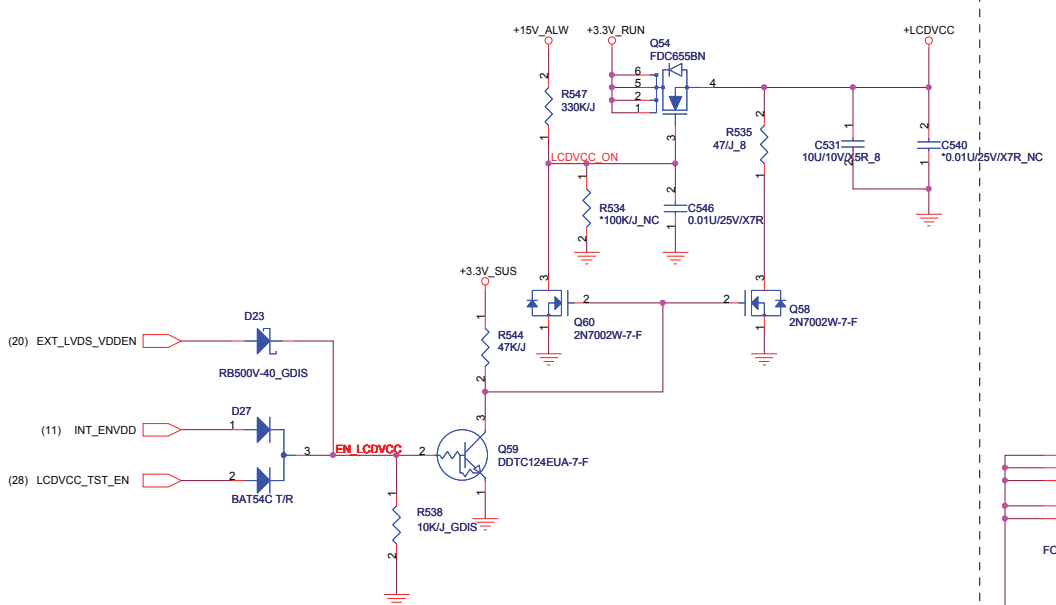 +15V_ALW
+3.3V_RUN
+LCDVCC
Q54
FDC655BN
6
5
2
1
4
3
2
R547
330K/J
1
LCDVCC_ON
2
R535
47/J_8
1
1
C531
10U/10V/X5R_8
2
2
C540
*0.01U/25V/X7R_NC
1
1
R534
*100K/J_NC
2
2
C546
0.01U/25V/X7R
1
+3.3V_SUS
3
2
Q60
2N7002W-7-F
1
3
2
Q58
2N7002W-7-F
1
1
R544
47K/J
2
D23
(20) EXT_LVDS_VDDEN
RB500V-40_GDIS
D27
(11) INT_ENVDD
1
3
EN_LCDVCC
2
3
Q59
DDTC124EUA-7-F
1
(28) LCDVCC_TST_EN
2
BAT54C T/R
1
R538
10K/J_GDIS
2
FC